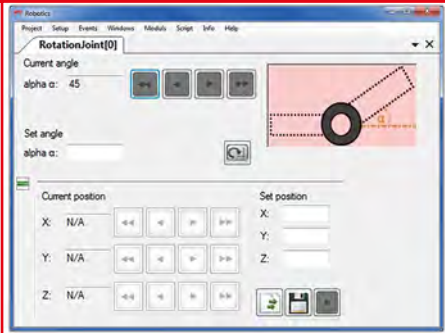 Robotics
Project Setup Events Windows Moduls Script Info Help
RotationJoint[0]
Current angle
alpha α: 45
α
Set angle
alpha α:
Current position
Set position
X: N/A
X:
Y: N/A
Y:
Z: N/A
Z: